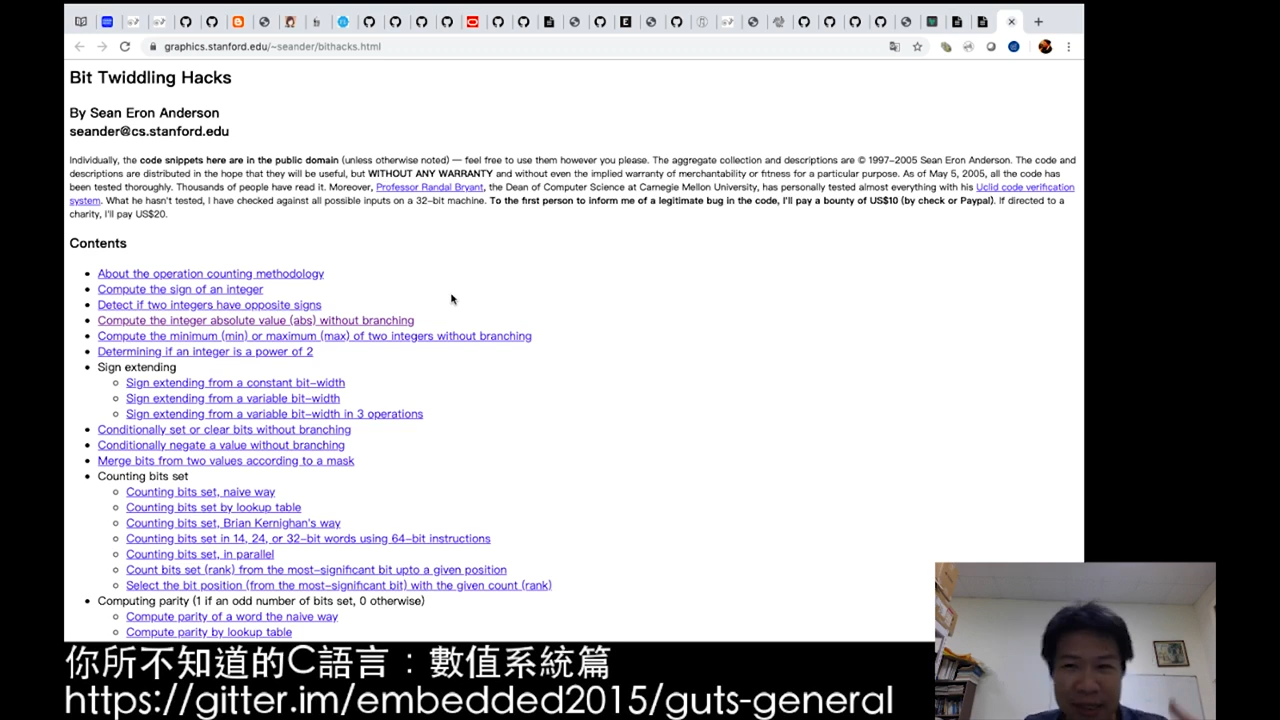 graphics.stanford.edu/~seander/bithacks.html
Bit Twiddling Hacks
By Sean Eron Anderson
seander@cs.stanford.edu
Individually, the code snippets here are in the public domain (unless otherwise noted) — feel free to use them however you please. The aggregate collection and descriptions are © 1997-2005 Sean Eron Anderson. The code and
descriptions are distributed in the hope that they will be useful, but WITHOUT ANY WARRANTY and without even the implied warranty of merchantability or fitness for a particular purpose. As of May 5, 2005, all the code has
been tested thoroughly. Thousands of people have read it. Moreover, Professor Randal Bryant, the Dean of Computer Science at Carnegie Mellon University, has personally tested almost everything with his Uclid code verification
system. What he hasn't tested, I have checked against all possible inputs on a 32-bit machine. To the first person to inform me of a legitimate bug in the code, I'll pay a bounty of US$10 (by check or Paypal). If directed to a
charity, I'll pay US$20.
Contents
• About the operation counting methodology
• Compute the sign of an integer
• Detect if two integers have opposite signs
• Compute the integer absolute value (abs) without branching
• Compute the minimum (min) or maximum (max) of two integers without branching
• Determining if an integer is a power of 2
• Sign extending
○ Sign extending from a constant bit-width
○ Sign extending from a variable bit-width
○ Sign extending from a variable bit-width in 3 operations
• Conditionally set or clear bits without branching
• Conditionally negate a value without branching
• Merge bits from two values according to a mask
• Counting bits set
○ Counting bits set, naive way
○ Counting bits set by lookup table
○ Counting bits set, Brian Kernighan's way
○ Counting bits set in 14, 24, or 32-bit words using 64-bit instructions
○ Counting bits set, in parallel
○ Count bits set (rank) from the most-significant bit upto a given position
○ Select the bit position (from the most-significant bit) with the given count (rank)
• Computing parity (1 if an odd number of bits set, 0 otherwise)
○ Compute parity of a word the naive way
○ Compute parity by lookup table
你所不知道的C語言：數值系統篇
https://gitter.im/embedded2015/guts-general